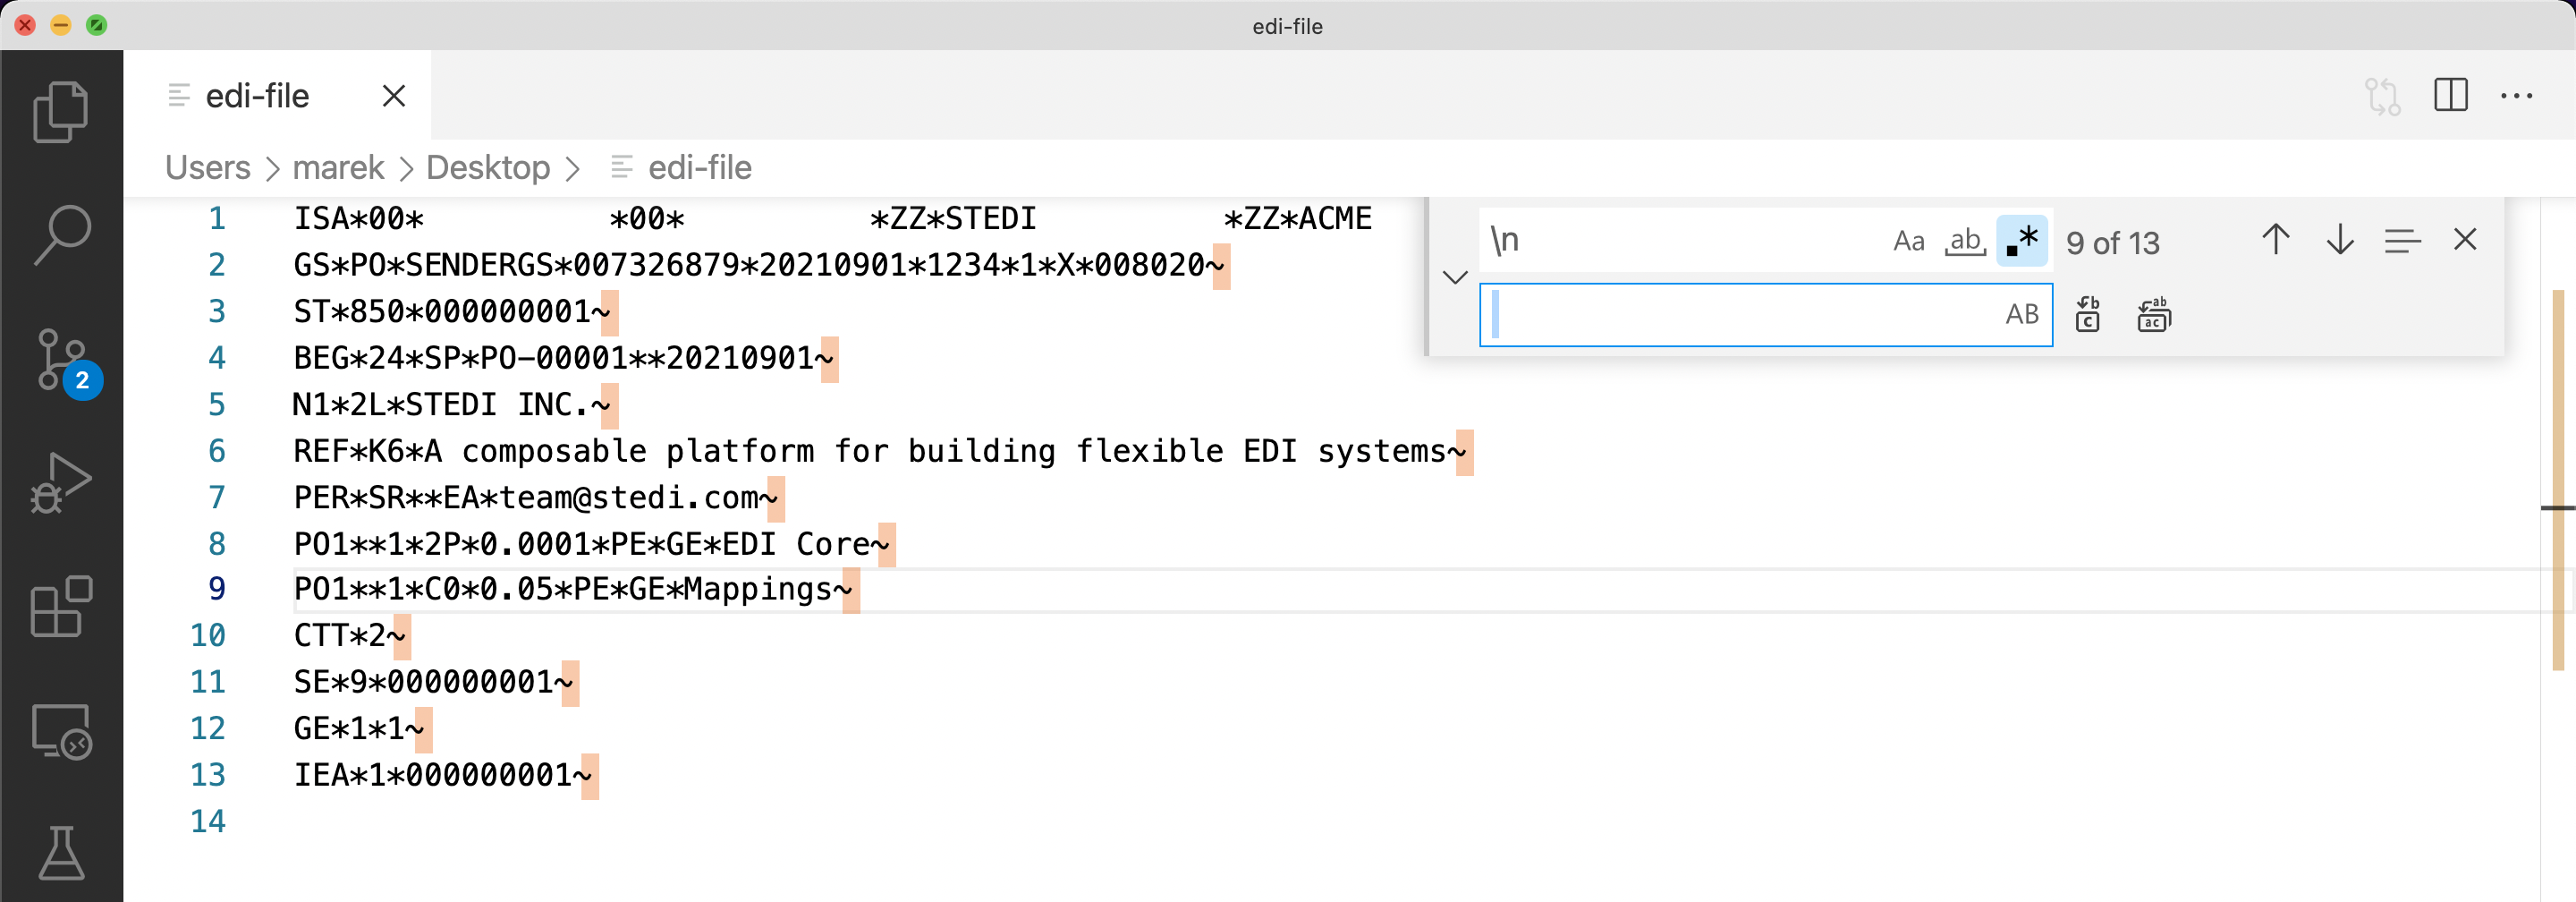 edi-file
edi-file
Users > marek > Desktop > edi-file
1 ISA*00*          *00*          *ZZ*STEDI          *ZZ*ACME
2 GS*PO*SENDERGS*007326879*20210901*1234*1*X*008020~
3 ST*850*000000001~
4 BEG*24*SP*PO-00001**20210901~
5 N1*2L*STEDI INC.~
6 REF*K6*A composable platform for building flexible EDI systems~
7 PER*SR**EA*team@stedi.com~
8 PO1**1*2P*0.0001*PE*GE*EDI Core~
9 PO1**1*C0*0.05*PE*GE*Mappings~
10 CTT*2~
11 SE*9*000000001~
12 GE*1*1~
13 IEA*1*000000001~
14
\n Aa ab .* 9 of 13
AB b c ab ac
2